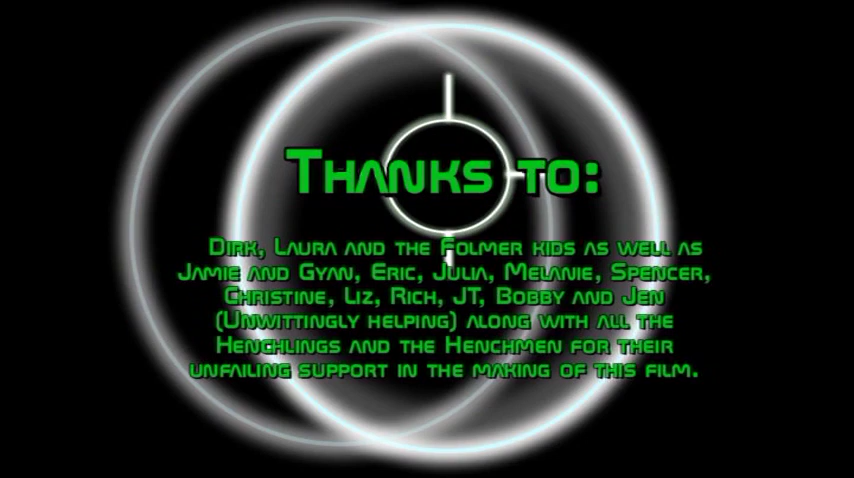 Thanks to:
Dirk, Laura and the Folmer kids as well as
Jamie and Gyan, Eric, Julia, Melanie, Spencer,
Christine, Liz, Rich, JT, Bobby and Jen
(Unwittingly helping) along with all the
Henchlings and the Henchmen for their
unfailing support in the making of this film.